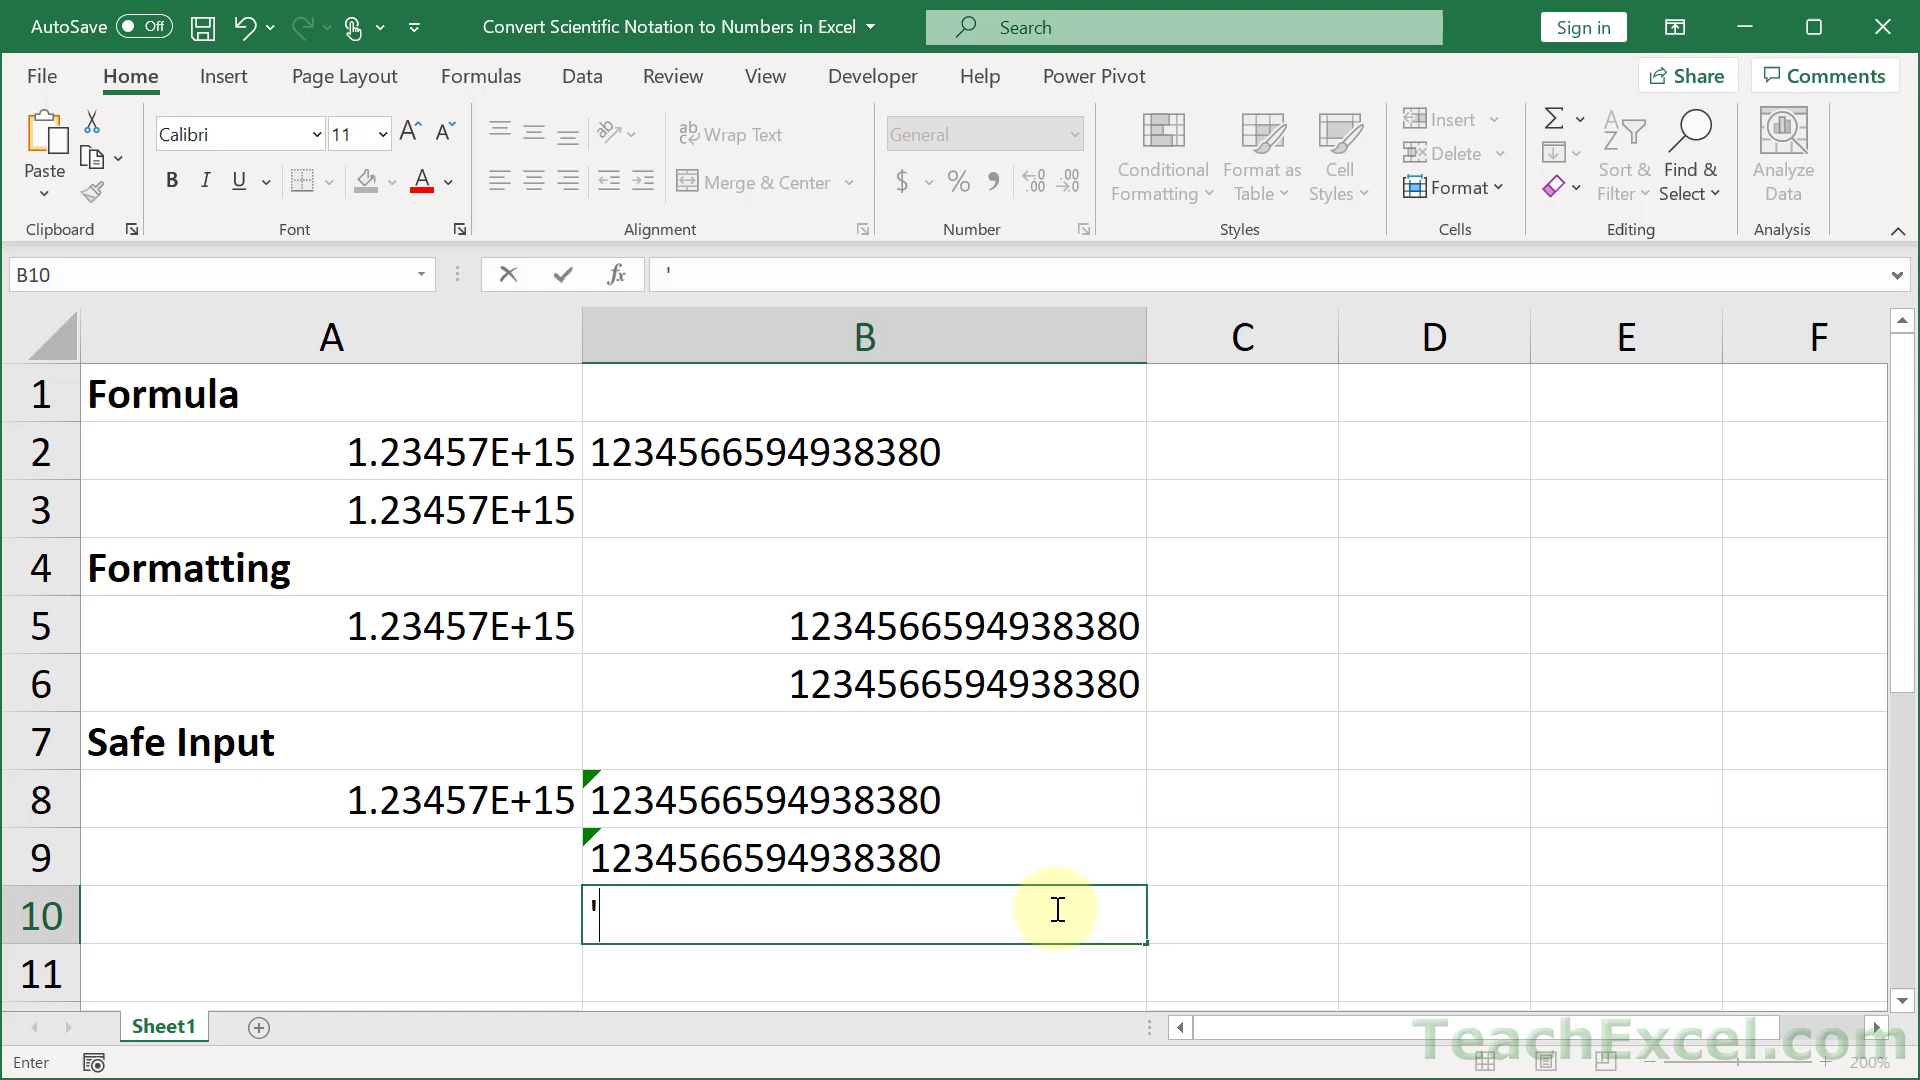 AutoSave Off Convert Scientific Notation to Numbers in Excel Search Sign in
File Home Insert Page Layout Formulas Data Review View Developer Help Power Pivot Share Comments
Paste
Calibri 11
B I U A
Wrap Text
Merge & Center
General
$ % 9 .00 .00
Conditional Formatting
Format as Table
Cell Styles
Insert
Delete
Format
Sort & Filter
Find & Select
Analyze Data
Clipboard Font Alignment Number Styles Cells Editing Analysis
B10 fx '
A B C D E F
1 Formula
2 1.23457E+15 1234566594938380
3 1.23457E+15
4 Formatting
5 1.23457E+15 1234566594938380
6 1234566594938380
7 Safe Input
8 1.23457E+15 1234566594938380
9 1234566594938380
10 '
11
Sheet1
TeachExcel.com
Enter 200%